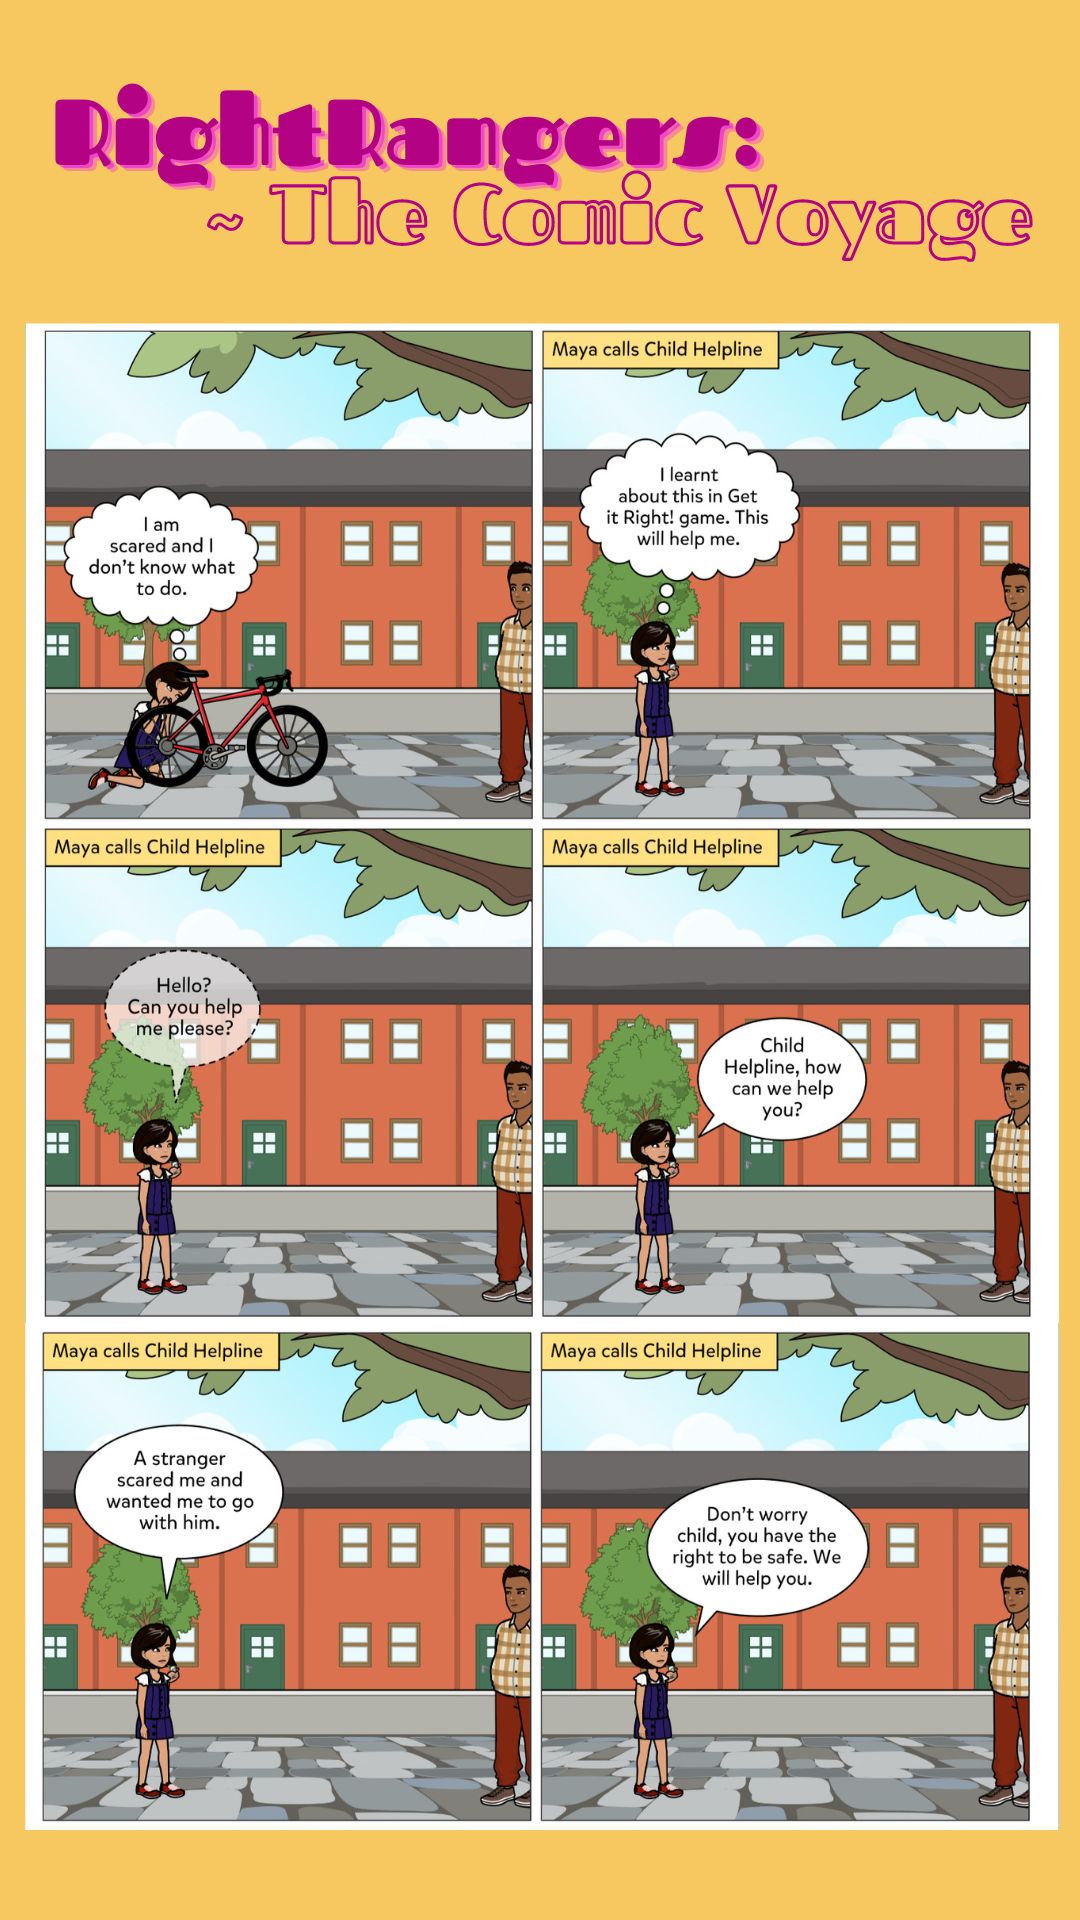 RightRangers:
~ The Comic Voyage
I am
scared and I
don't know what
to do.
Maya calls Child Helpline
I learnt
about this in Get
it Right! game. This
will help me.
Maya calls Child Helpline
Hello?
Can you help
me please?
Maya calls Child Helpline
Child
Helpline, how
can we help
you?
Maya calls Child Helpline
A stranger
scared me and
wanted me to go
with him.
Maya calls Child Helpline
Don't worry
child, you have the
right to be safe. We
will help you.